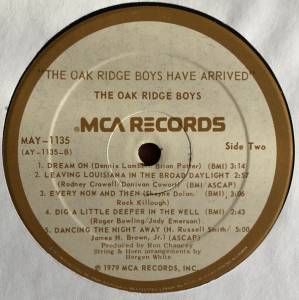 "THE OAK RIDGE BOYS HAVE ARRIVED"
THE OAK RIDGE BOYS
MCA RECORDS
MAY-1135
(AY-1135-B)
Side Two
1. DREAM ON (Dennis Lambert/Brian Potter) (BMI) 3:14
2. LEAVING LOUISIANA IN THE BROAD DAYLIGHT 2:57
(Rodney Crowell/Donivan Cowart) (BMI/ASCAP)
3. EVERY NOW AND THEN (Shayne Dolan/ (BMI) 3:06
Rock Killough)
4. DIG A LITTLE DEEPER IN THE WELL (BMI) 2:43
(Roger Bowling/Jody Emerson)
5. DANCING THE NIGHT AWAY (H. Russell Smith/ 5:00
James H. Brown, Jr.) (ASCAP)
Produced by Ron Chancey
String & Horn arrangements by
Bergen White
© 1979 MCA RECORDS, INC.